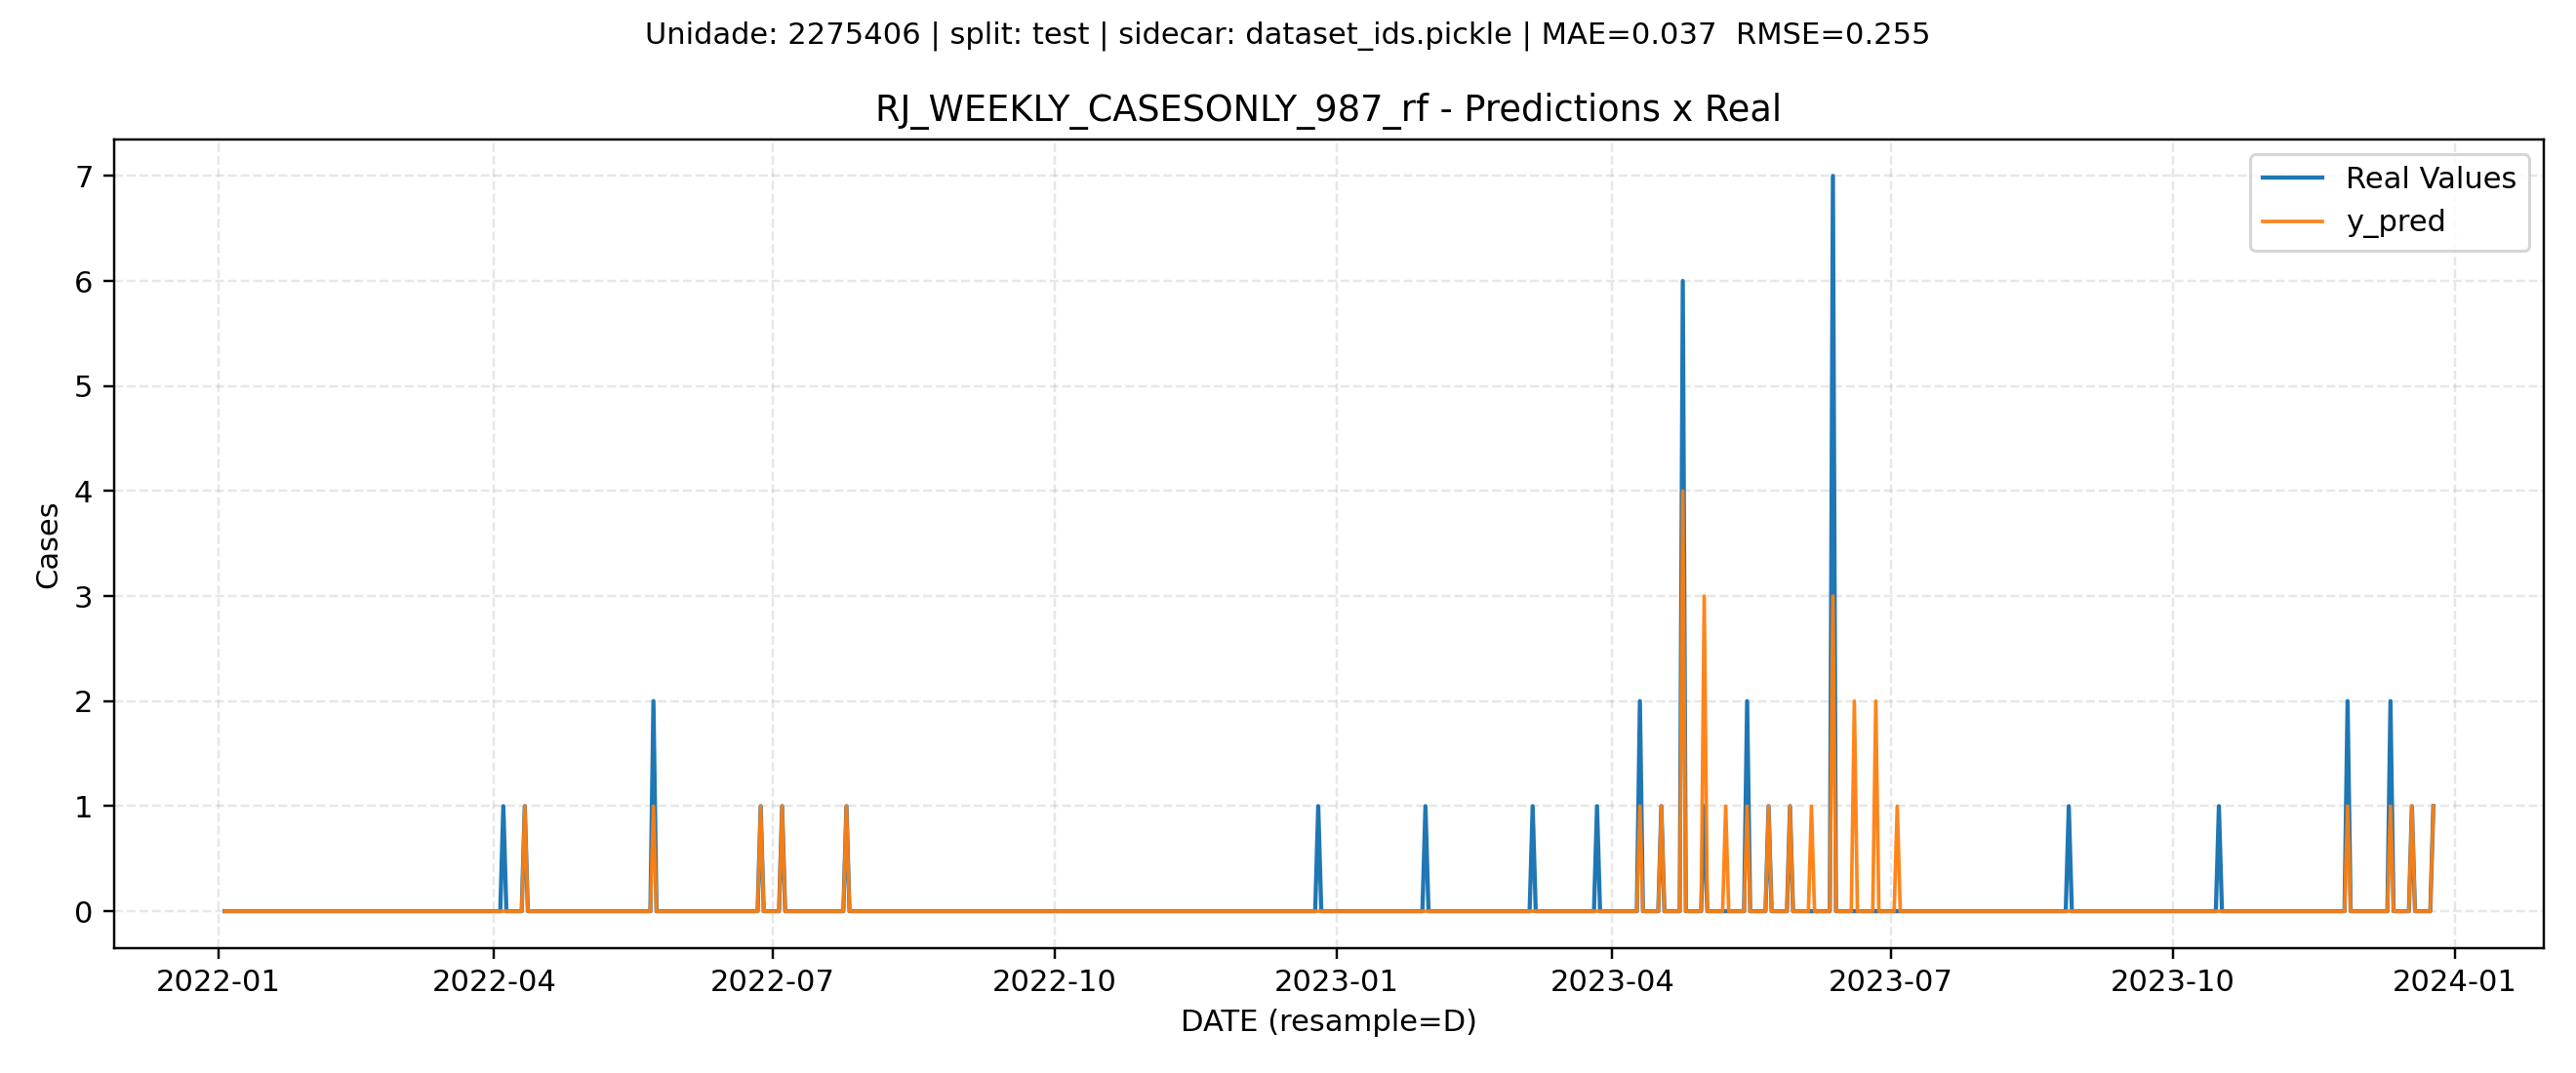 Unidade: 2275406 | split: test | sidecar: dataset_ids.pickle | MAE=0.037  RMSE=0.255
RJ_WEEKLY_CASESONLY_987_rf - Predictions x Real
Real Values
y_pred
7
6
5
4
3
2
1
0
Cases
2022-01
2022-04
2022-07
2022-10
2023-01
2023-04
2023-07
2023-10
2024-01
DATE (resample=D)